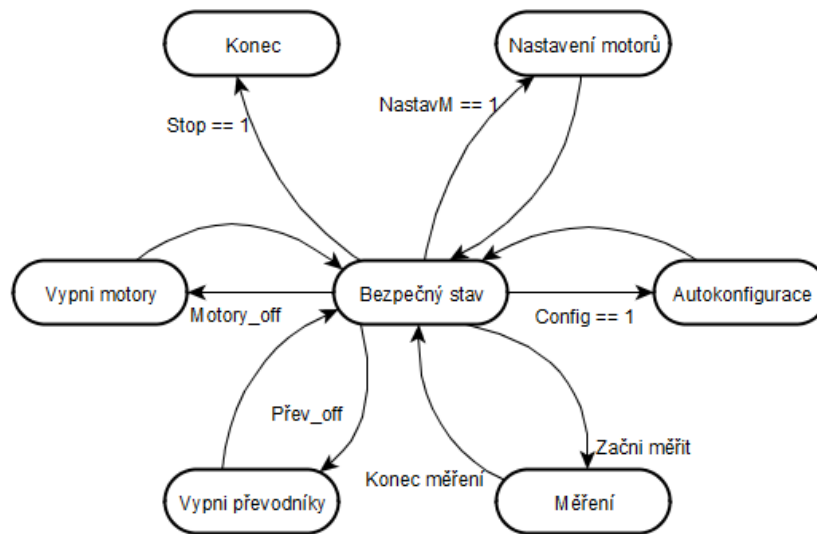 Konec
Nastavení motorů
NastavM == 1
Stop == 1
Vypni motory
Bezpečný stav
Autokonfigurace
Motory_off
Config == 1
Přev_off
Začni měřit
Konec měření
Vypni převodníky
Měření